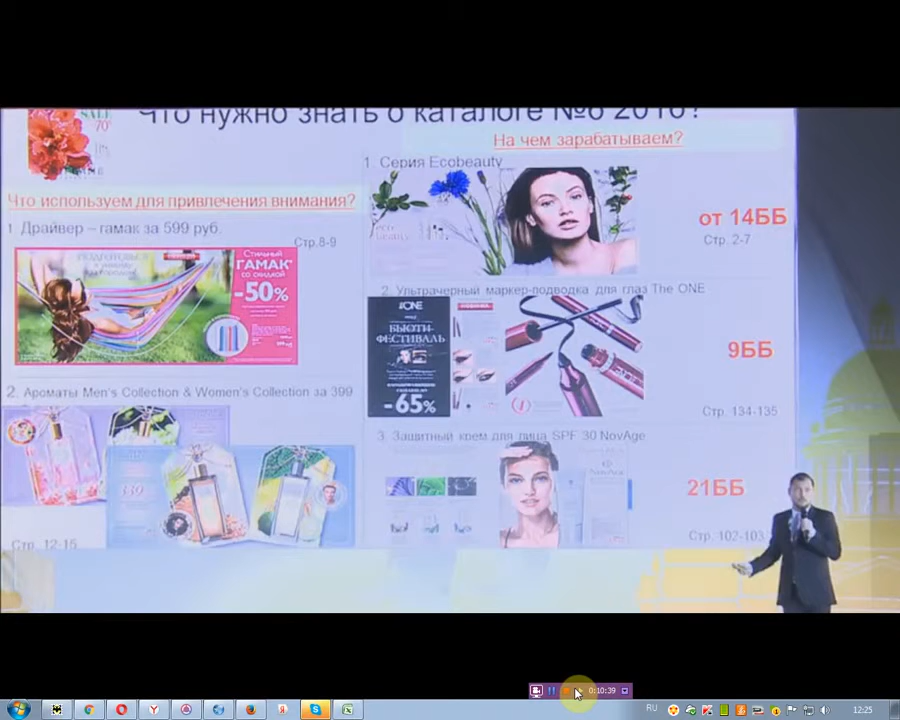 Что нужно знать о каталоге №6 2016?
SALE
70
На чем зарабатываем?
1. Серия Ecobeauty
от 14ББ
Стр. 2-7
Что используем для привлечения внимания?
1. Драйвер – гамак за 599 руб.
Стр.8-9
Стильный
ГАМАК*
со скидкой
-50%
2. Ультрачерный маркер-подводка для глаз The ONE
#ONE
БЬЮТИ-
ФЕСТИВАЛЬ
-65%
9ББ
Стр. 134-135
2. Ароматы Men's Collection & Women's Collection за 399
Стр. 12-15
3. Защитный крем для лица SPF 30 NovAge
21ББ
Стр. 102-103
0:10:39
RU
12:25